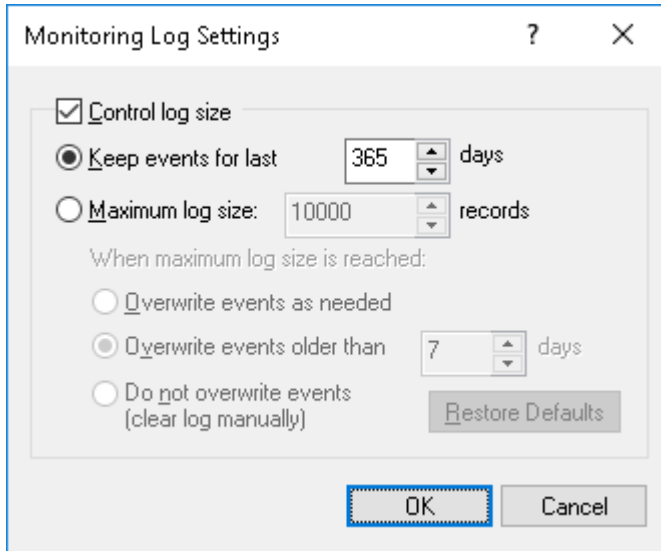 Monitoring Log Settings ?
Control log size
Keep events for last 365 days
Maximum log size: 10000 records
When maximum log size is reached:
Overwrite events as needed
Overwrite events older than 7 days
Do not overwrite events
(clear log manually)
Restore Defaults
OK Cancel